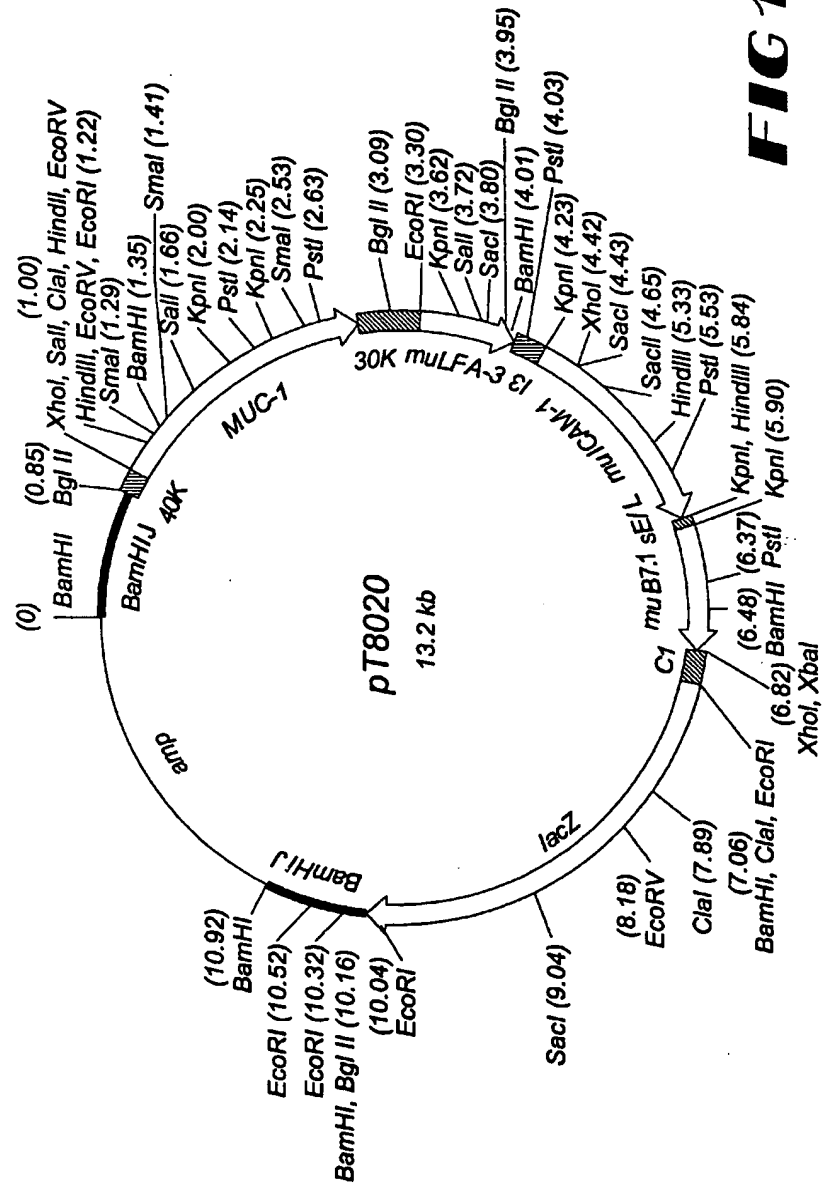 (0)
BamHI
(0.85)
Bgl II
(1.00)
XhoI, SalI, ClaI, HindII, EcoRV
HindIII, EcoRV, EcoRI (1.22)
SmaI (1.29)
BamHI (1.35)
SmaI (1.41)
SalI (1.66)
KpnI (2.00)
PstI (2.14)
KpnI (2.25)
SmaI (2.53)
PstI (2.63)
Bgl II (3.09)
EcoRI (3.30)
KpnI (3.62)
SalI (3.72)
SacI (3.80)
Bgl II (3.95)
BamHI (4.01)
PstI (4.03)
KpnI (4.23)
XhoI (4.42)
SacI (4.43)
SacII (4.65)
HindIII (5.33)
PstI (5.53)
KpnI, HindIII (5.84)
KpnI (5.90)
(6.37)
PstI
(6.48)
BamHI
(6.82)
XhoI, XbaI
(7.06)
BamHI, ClaI, EcoRI
ClaI (7.89)
(8.18)
EcoRV
SacI (9.04)
(10.04)
EcoRI
BamHI, Bgl II (10.16)
EcoRI (10.32)
EcoRI (10.52)
(10.92)
BamHI
BamHIJ
40K
MUC-1
30K
muLFA-3
I3
muICAM-1
sE/L
muB7.1
C1
lacZ
BamHIJ
amp
pT8020
13.2 kb